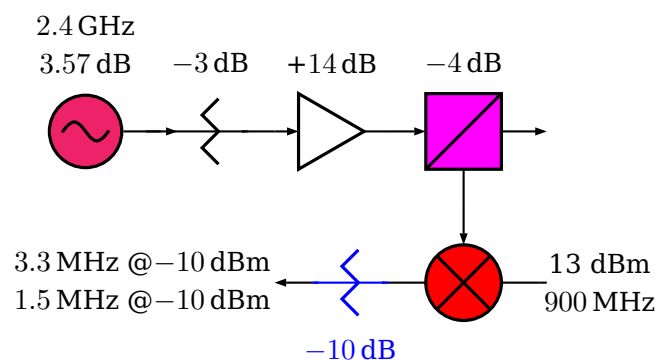 2.4 GHz
3.57 dB
−3 dB
+14 dB
−4 dB
3.3 MHz @−10 dBm
1.5 MHz @−10 dBm
13 dBm
900 MHz
−10 dB